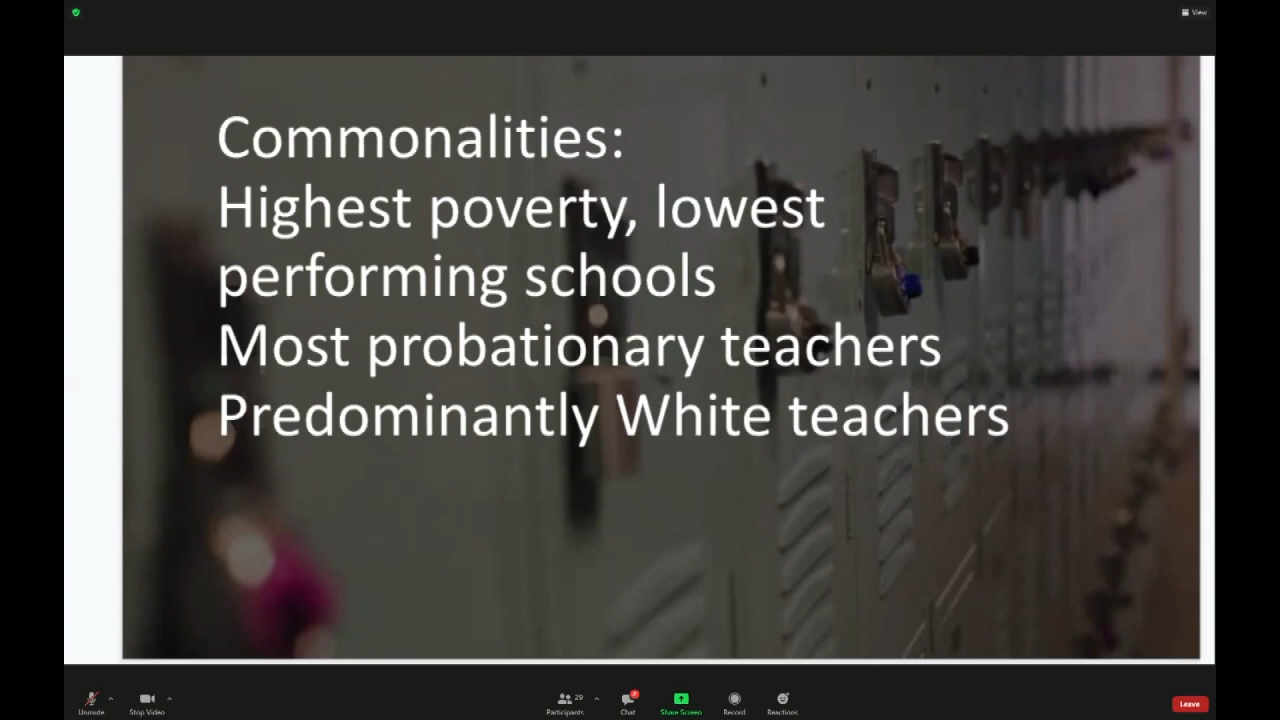 View
Commonalities:
Highest poverty, lowest
performing schools
Most probationary teachers
Predominantly White teachers
Unmute
Stop Video
29
Participants
2
Chat
Share Screen
Record
Reactions
Leave